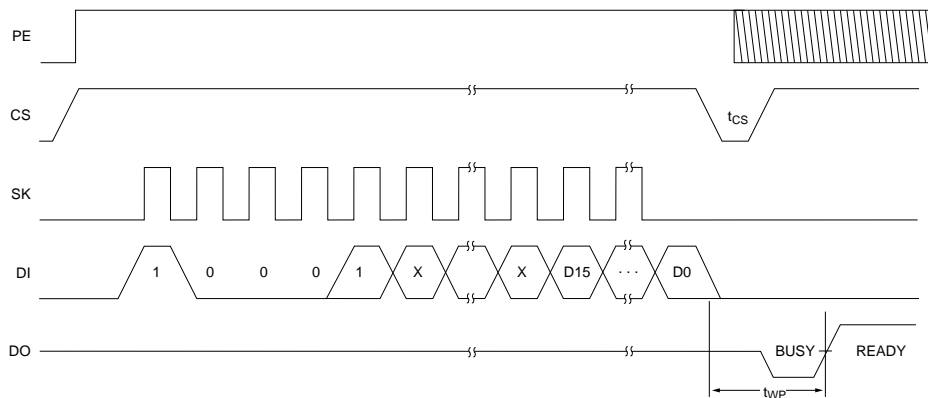 PE
CS
tCS
SK
DI
1 0 0 0 1 X X D15 · · · D0
DO
BUSY READY
tWP